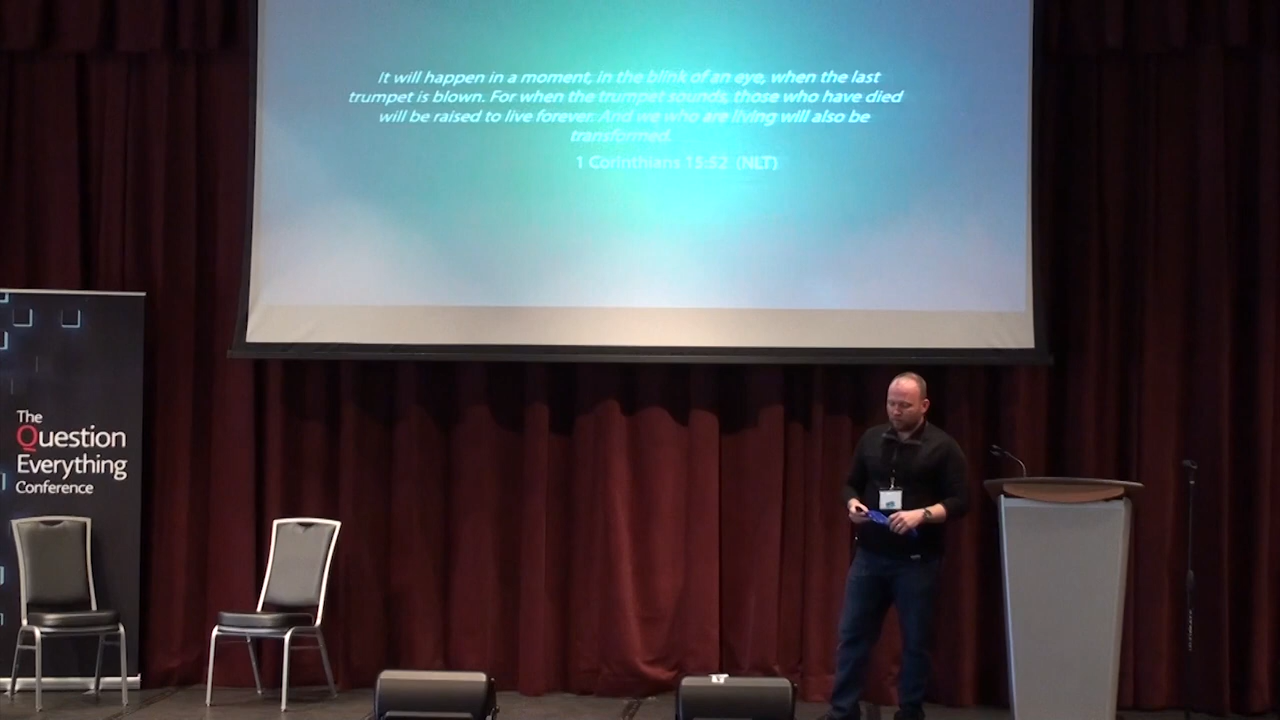 It will happen in a moment, in the blink of an eye, when the last
trumpet is blown. For when the trumpet sounds, those who have died
will be raised to live forever. And we who are living will also be
transformed.
1 Corinthians 15:52 (NLT)
The
Question
Everything
Conference